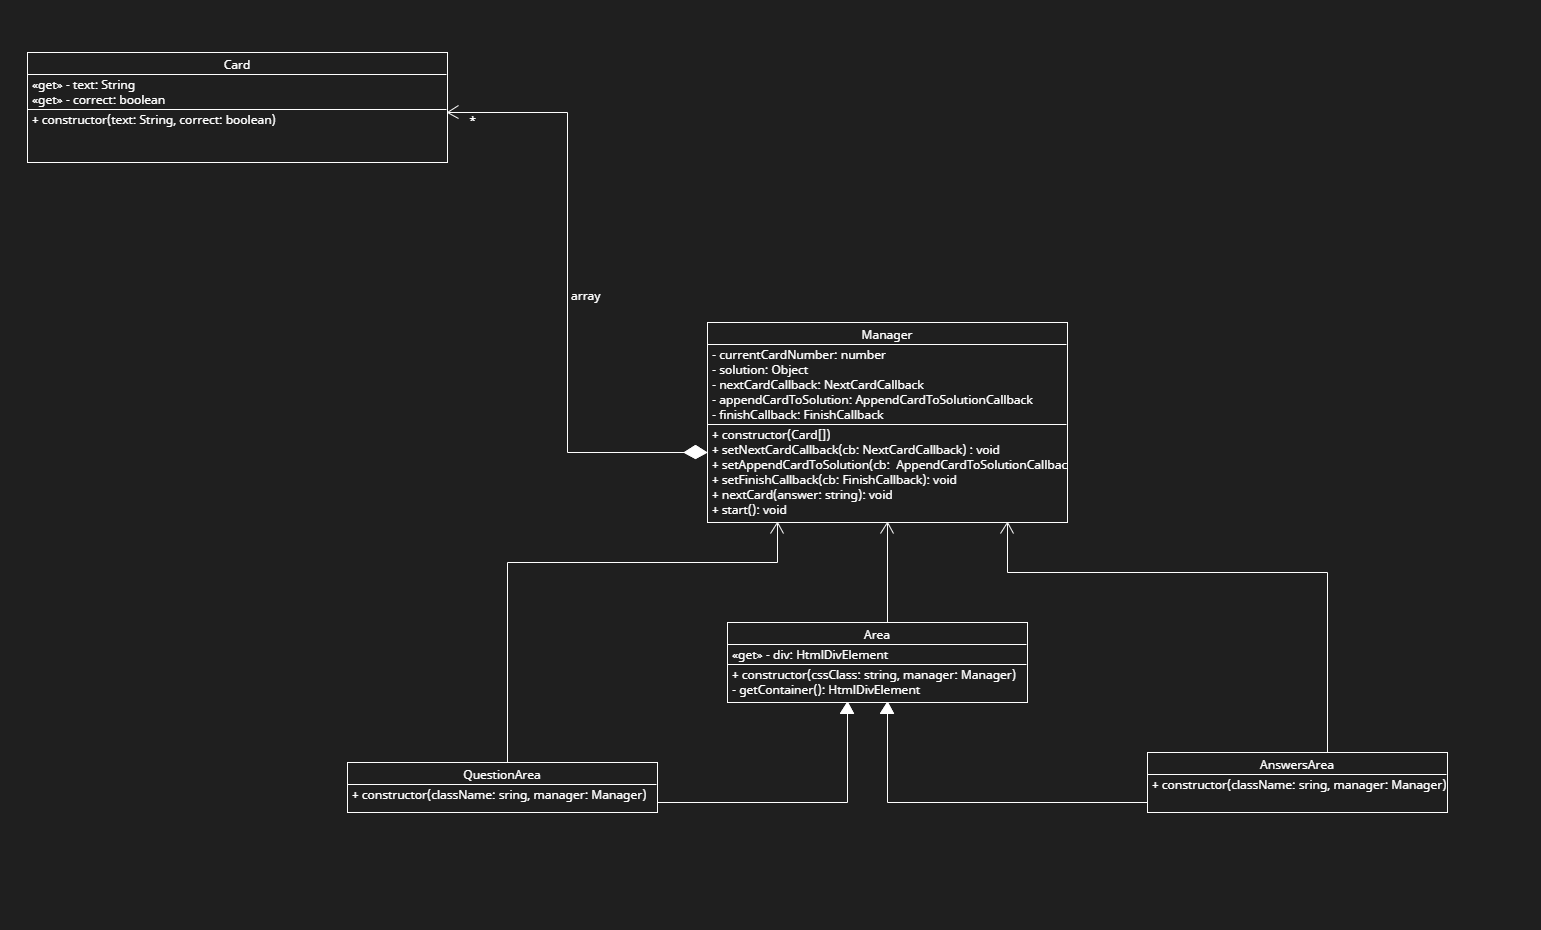 Card
«get» - text: String
«get» - correct: boolean
+ constructor(text: String, correct: boolean)
*
array
Manager
- currentCardNumber: number
- solution: Object
- nextCardCallback: NextCardCallback
- appendCardToSolution: AppendCardToSolutionCallback
- finishCallback: FinishCallback
+ constructor(Card[])
+ setNextCardCallback(cb: NextCardCallback) : void
+ setAppendCardToSolution(cb:  AppendCardToSolutionCallbac
+ setFinishCallback(cb: FinishCallback): void
+ nextCard(answer: string): void
+ start(): void
Area
«get» - div: HtmlDivElement
+ constructor(cssClass: string, manager: Manager)
- getContainer(): HtmlDivElement
QuestionArea
+ constructor(className: sring, manager: Manager)
AnswersArea
+ constructor(className: sring, manager: Manager)